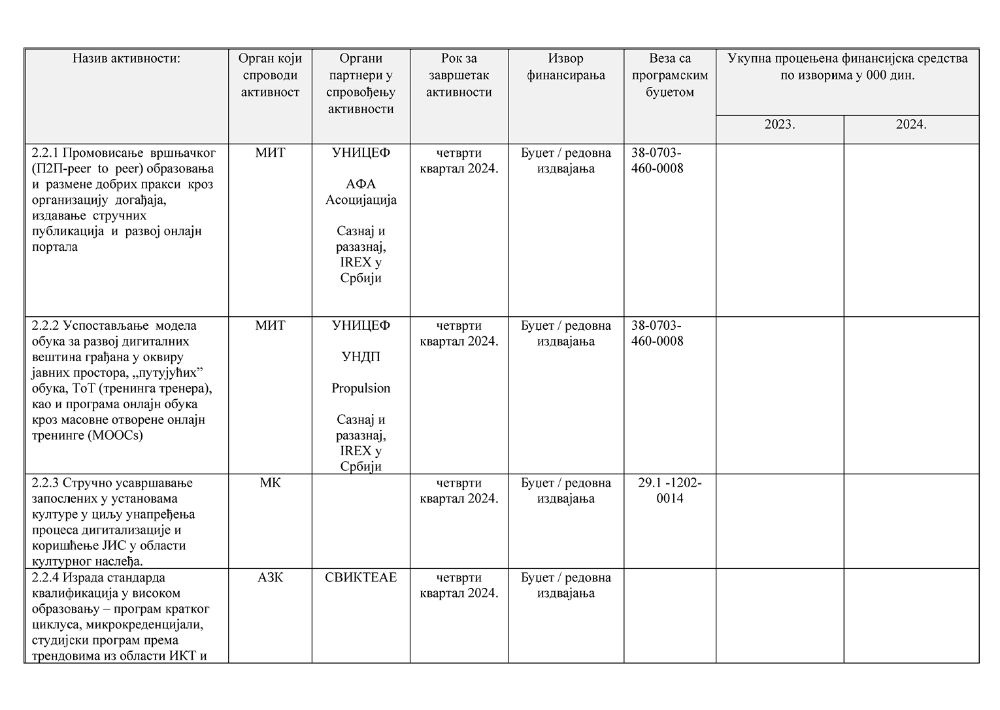 Назив активности:
Орган који
спроводи
активност
Органи
партнери у
спровођењу
активности
Рок за
завршетак
активности
Извор
финансирања
Веза са
програмским
буџетом
Укупна процењена финансијска средства
по изворима у 000 дин.
2023.
2024.
2.2.1 Промовисање вршњачког
(П2П-peer to peer) образовања
и размене добрих пракси кроз
организацију догађаја,
издавање стручних
публикација и развој онлајн
портала
МИТ
УНИЦЕФ
АФА
Асоцијација
Сазнај и
разазнај,
IREX у
Србији
четврти
квартал 2024.
Буџет / редовна
издвајања
38-0703-
460-0008
2.2.2 Успостављање модела
обука за развој дигиталних
вештина грађана у оквиру
јавних простора, „путујућих”
обука, ТоТ (тренинга тренера),
као и програма онлајн обука
кроз масовне отворене онлајн
тренинге (MOOCs)
МИТ
УНИЦЕФ
УНДП
Propulsion
Сазнај и
разазнај,
IREX у
Србији
четврти
квартал 2024.
Буџет / редовна
издвајања
38-0703-
460-0008
2.2.3 Стручно усавршавање
запослених у установама
културе у циљу унапређења
процеса дигитализације и
коришћење ЈИС у области
културног наслеђа.
МК
четврти
квартал 2024.
Буџет / редовна
издвајања
29.1 -1202-
0014
2.2.4 Израда стандарда
квалификација у високом
образовању – програм кратког
циклуса, микрокреденцијали,
студијски програм према
трендовима из области ИКТ и
АЗК
СВИКТЕАЕ
четврти
квартал 2024.
Буџет / редовна
издвајања